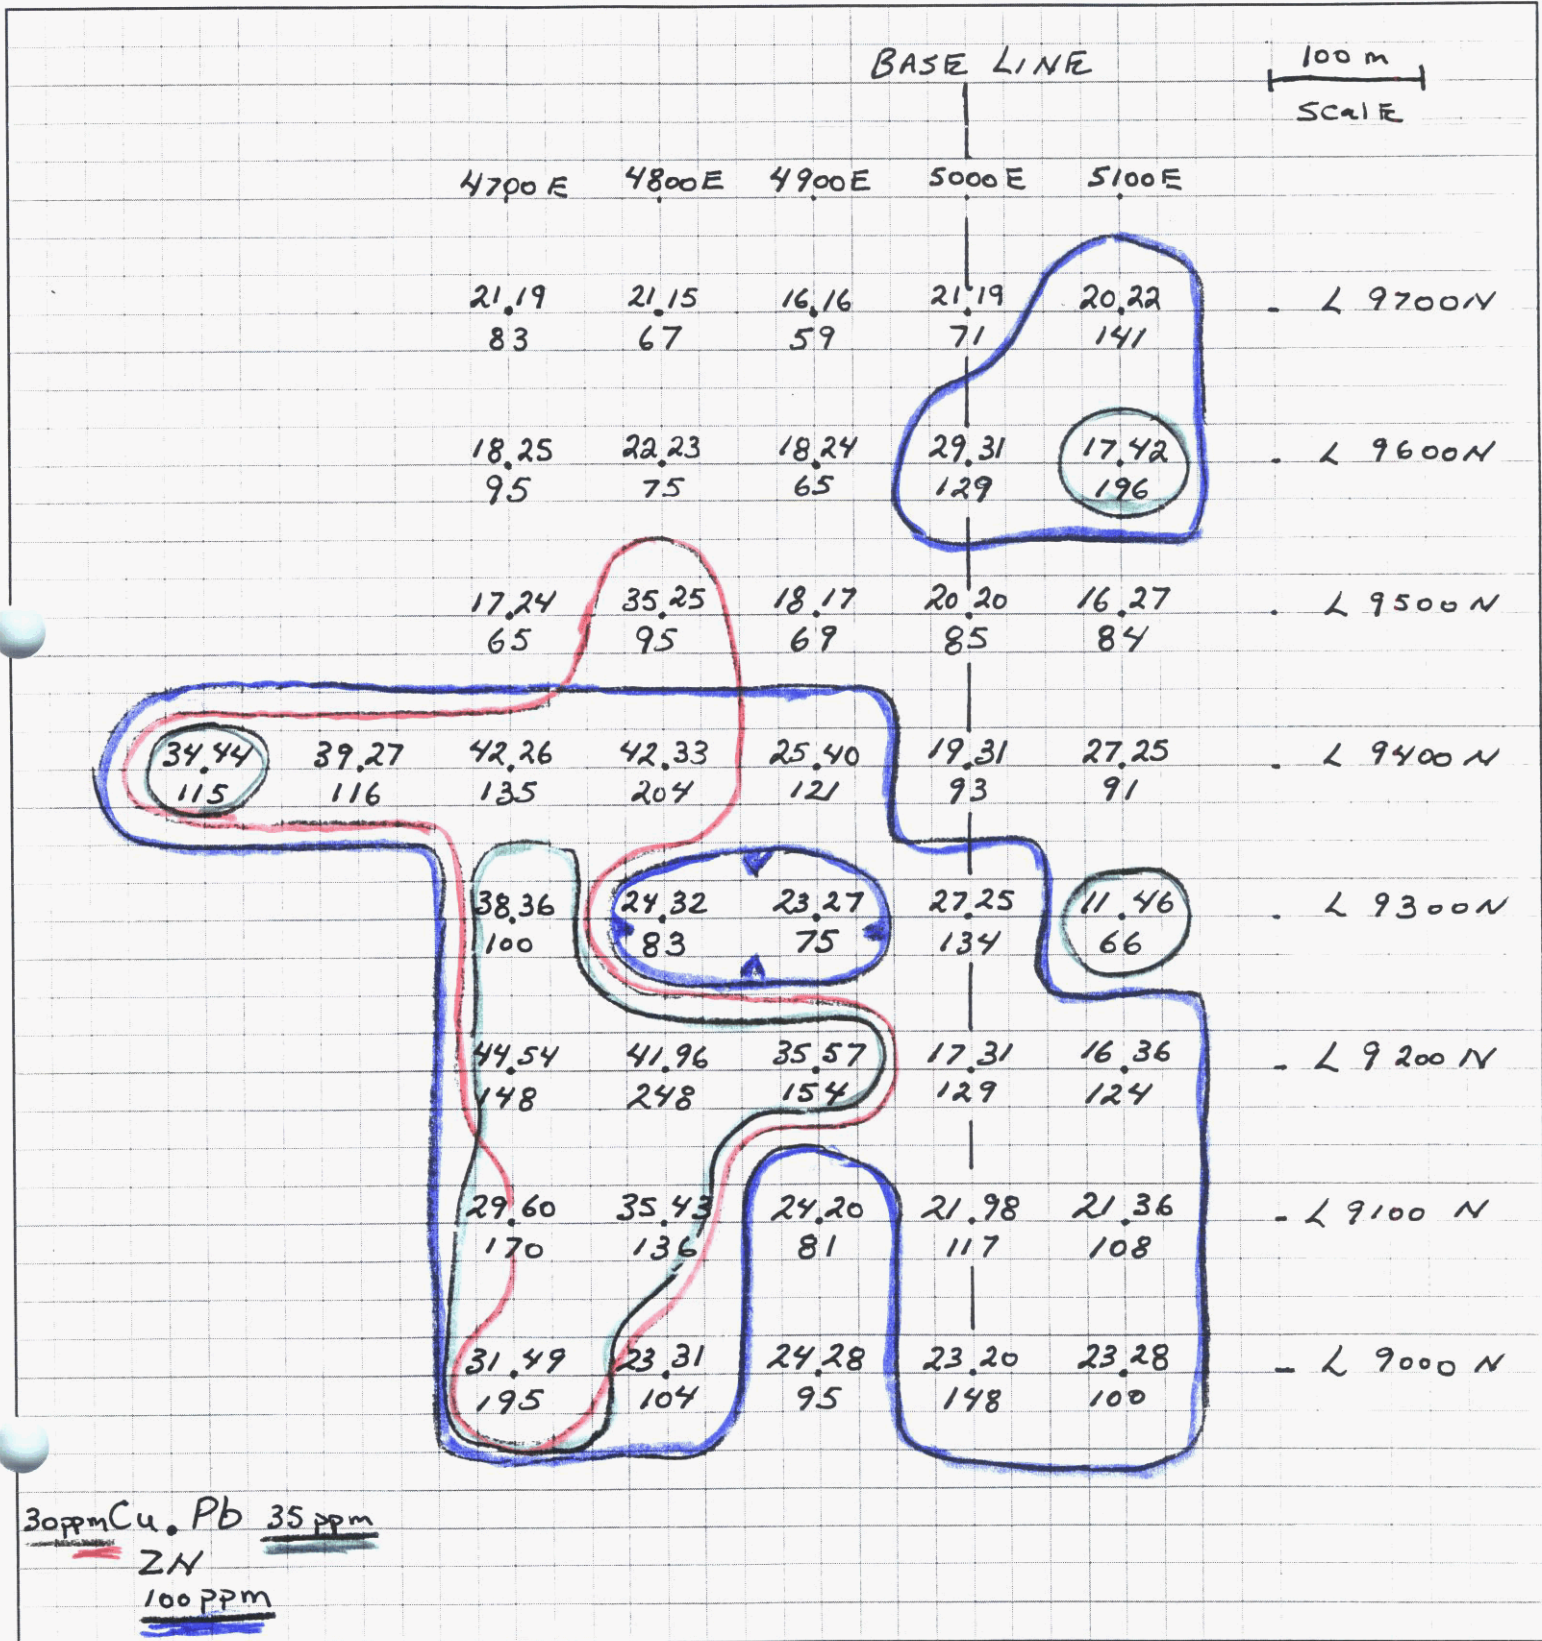 BASE LINE
100 m
Scale
4700E 4800E 4900E 5000E 5100E
21.19 21.15 16.16 21.19 20.22 - L 9700N
83 67 59 71 141
18.25 22.23 18.24 29.31 17.42 - L 9600N
95 75 65 129 196
17.24 35.25 18.17 20.20 16.27 - L 9500N
65 95 69 85 84
34.44 39.27 42.26 42.33 25.40 19.31 27.25 - L 9400N
115 116 135 204 121 93 91
38.36 24.32 23.27 27.25 11.46 - L 9300N
100 83 75 134 66
44.54 41.96 35.57 17.31 16.36 - L 9200N
148 248 154 129 124
29.60 35.43 24.20 21.98 21.36 - L 9100N
170 136 81 117 108
31.49 23.31 24.28 23.20 23.28 - L 9000N
195 104 95 148 100
30ppm Cu. Pb 35 ppm
ZN
100 ppm